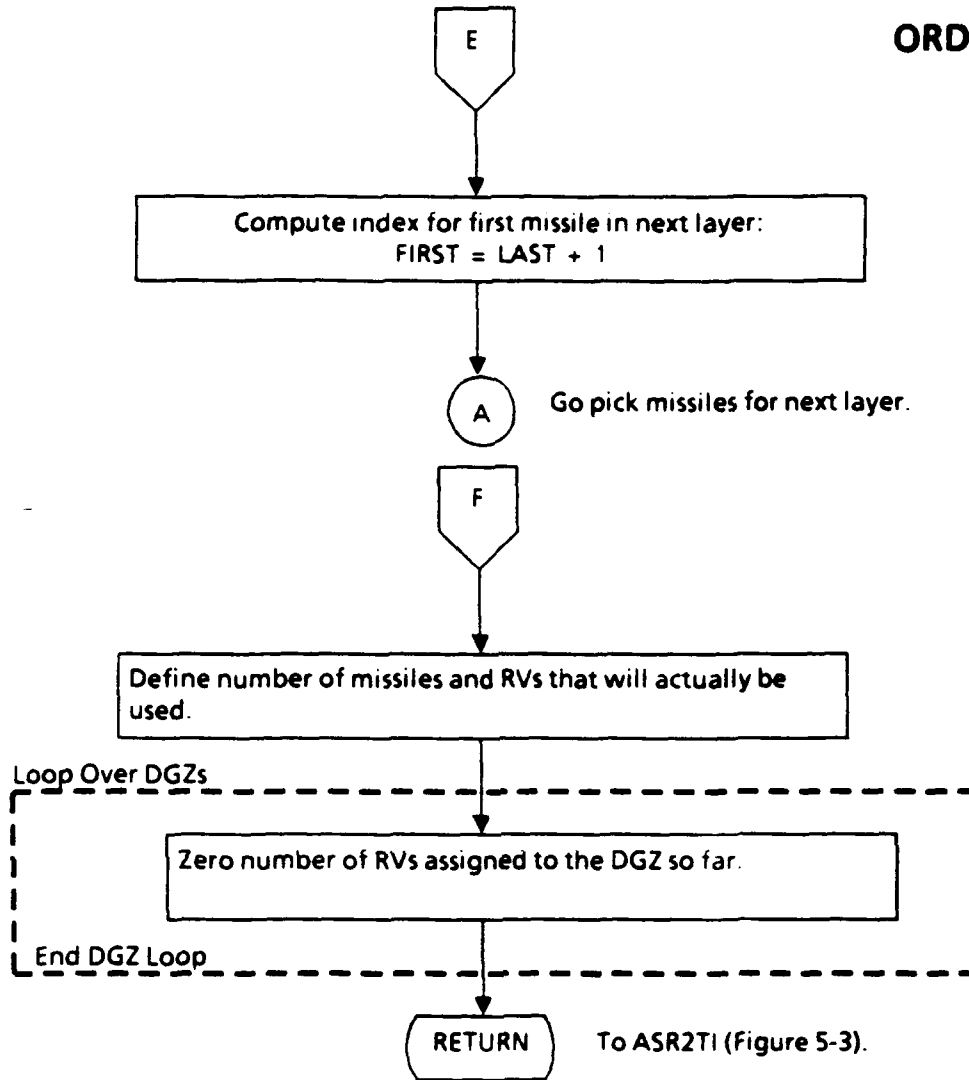 E
ORD
Compute index for first missile in next layer:
FIRST = LAST + 1
A
Go pick missiles for next layer.
F
Define number of missiles and RVs that will actually be
used.
Loop Over DGZs
Zero number of RVs assigned to the DGZ so far.
End DGZ Loop
RETURN
To ASR2TI (Figure 5-3).